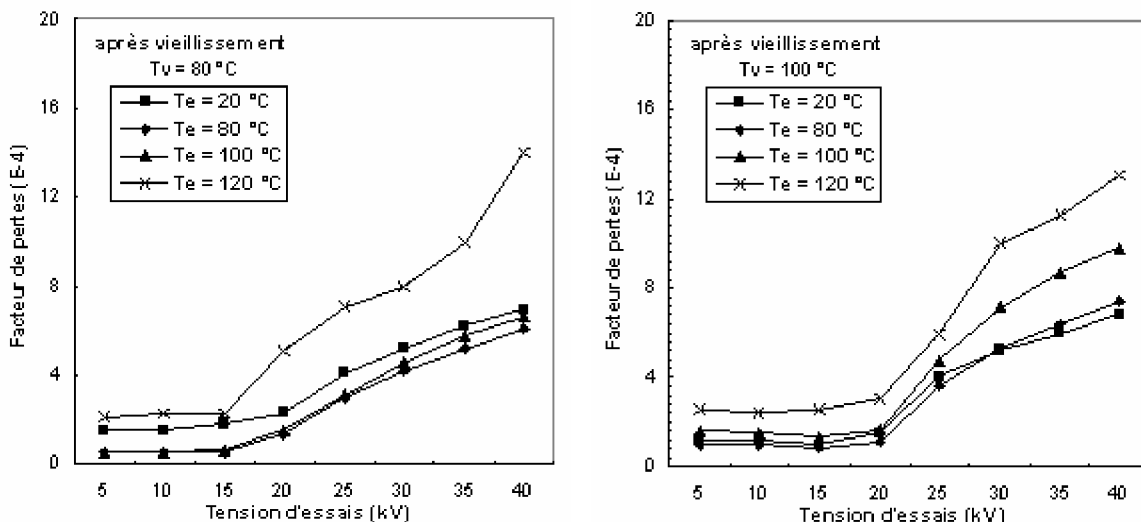 20
16
12
8
4
0
Facteur de pertes (E-4)
après vieillissement
Tv = 80 °C
Te = 20 °C
Te = 80 °C
Te = 100 °C
Te = 120 °C
5 10 15 20 25 30 35 40
Tension d'essais (kV)
20
16
12
8
4
0
Facteur de pertes (E-4)
après vieillissement
Tv = 100 °C
Te = 20 °C
Te = 80 °C
Te = 100 °C
Te = 120 °C
5 10 15 20 25 30 35 40
Tension d'essais (kV)